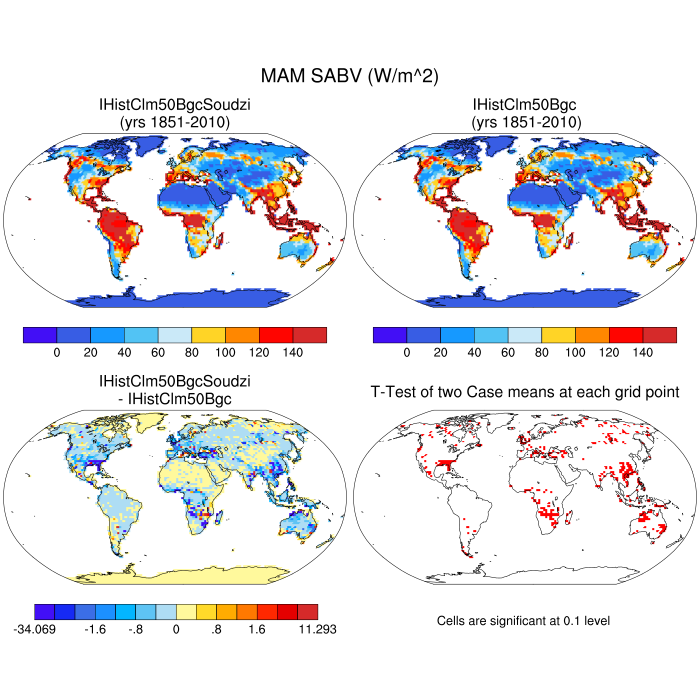 MAM SABV (W/m^2)
IHistClm50BgcSoudzi
(yrs 1851-2010)
IHistClm50Bgc
(yrs 1851-2010)
0 20 40 60 80 100 120 140
0 20 40 60 80 100 120 140
IHistClm50BgcSoudzi
- IHistClm50Bgc
T-Test of two Case means at each grid point
-34.069 -1.6 -.8 0 .8 1.6 11.293
Cells are significant at 0.1 level